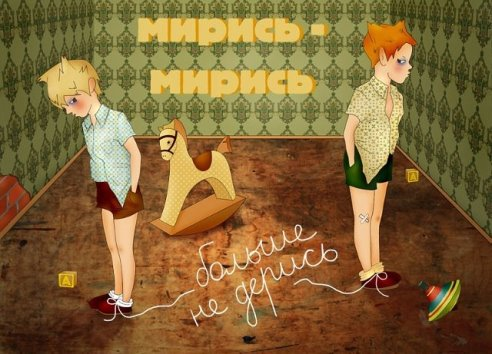 мирись -
мирись
больше
не дерись
A
A